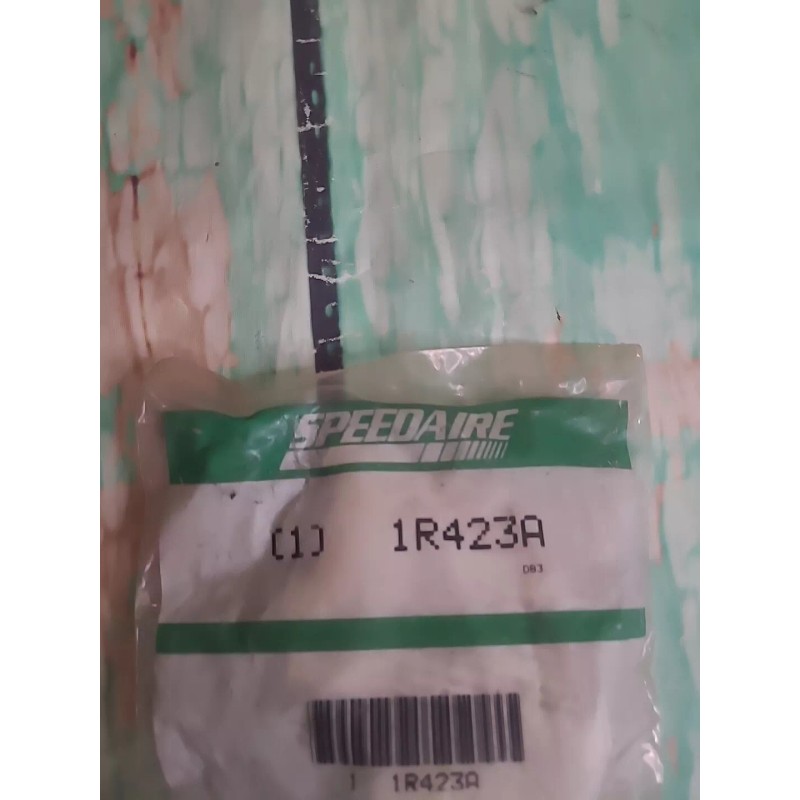 SPEEDAIRE
(1) 1R423A
DB3
1 1R423A